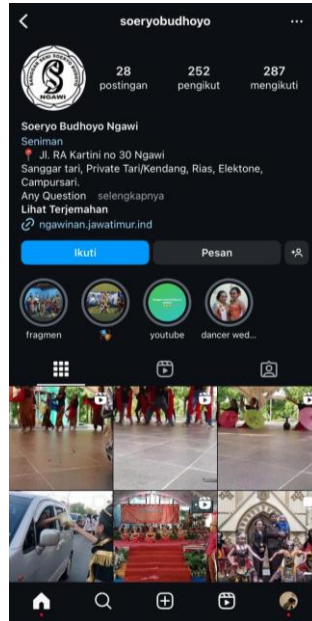 soeryobudhoyo
NGAWI
28
postingan
252
pengikut
287
mengikuti
Soeryo Budhoyo Ngawi
Seniman
Jl. RA Kartini no 30 Ngawi
Sanggar tari, Private Tari/Kendang, Rias, Elektone,
Campursari.
Any Question selengkapnya
Lihat Terjemahan
ngawinan.jawatimur.ind
Ikuti
Pesan
fragmen
youtube
dancer wed...